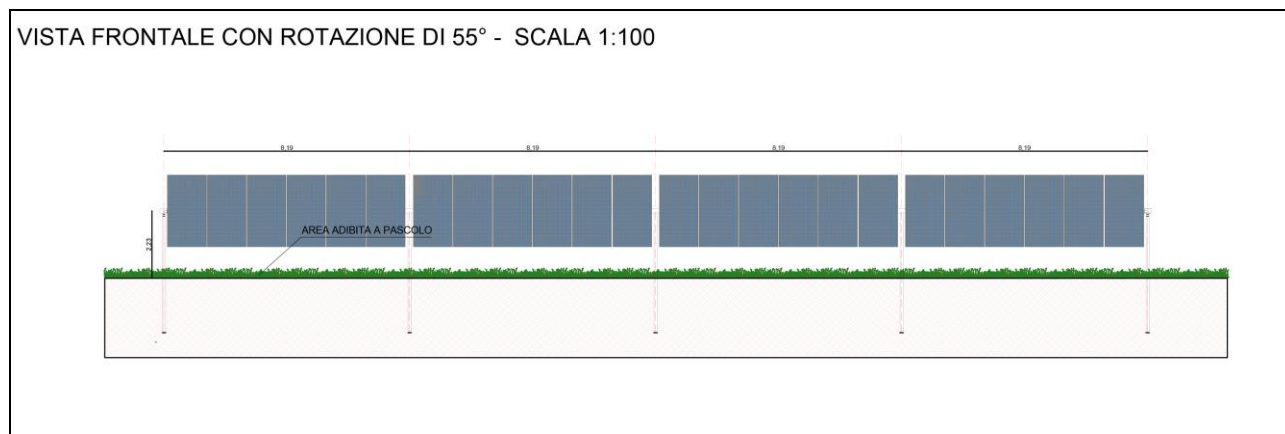 VISTA FRONTALE CON ROTAZIONE DI 55° - SCALA 1:100
8,19
8,19
8,19
8,19
AREA ADIBITA A PASCOLO
2,23